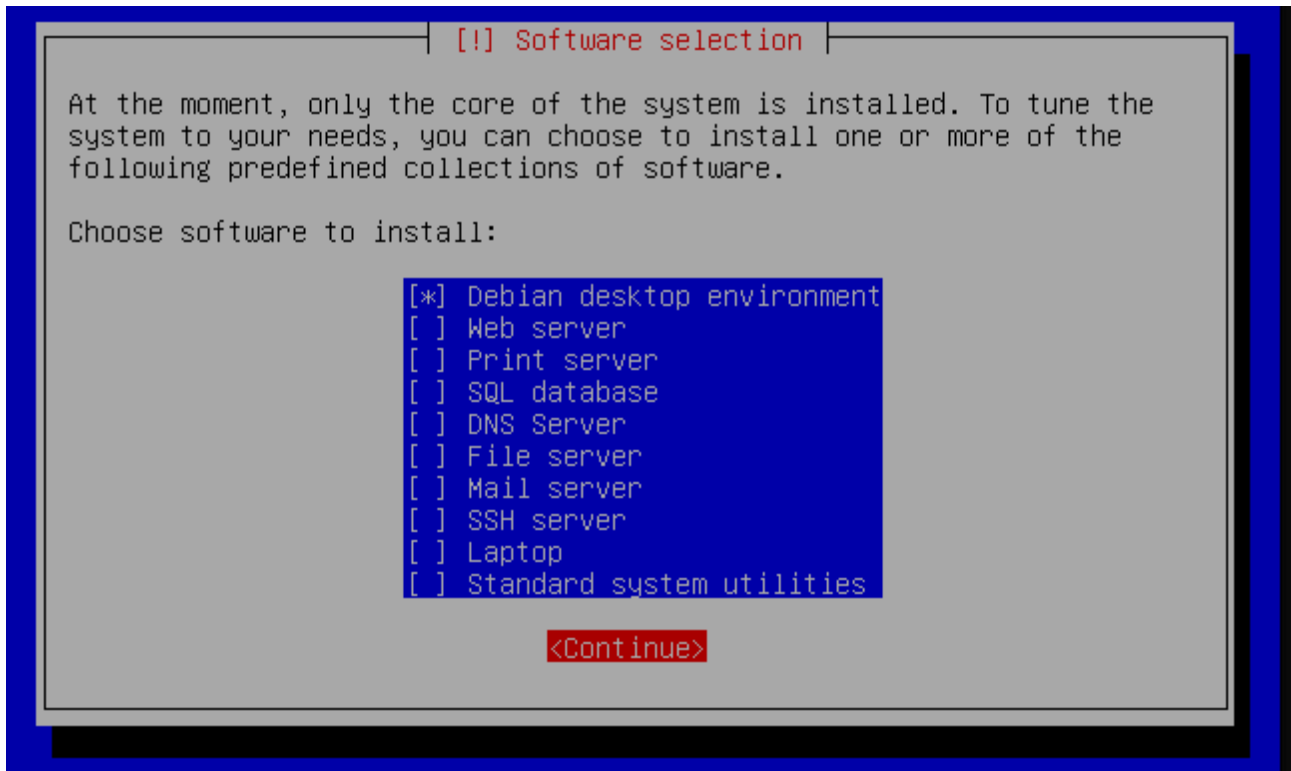 [!] Software selection
At the moment, only the core of the system is installed. To tune the
system to your needs, you can choose to install one or more of the
following predefined collections of software.
Choose software to install:
[*] Debian desktop environment
[ ] Web server
[ ] Print server
[ ] SQL database
[ ] DNS Server
[ ] File server
[ ] Mail server
[ ] SSH server
[ ] Laptop
[ ] Standard system utilities
<Continue>